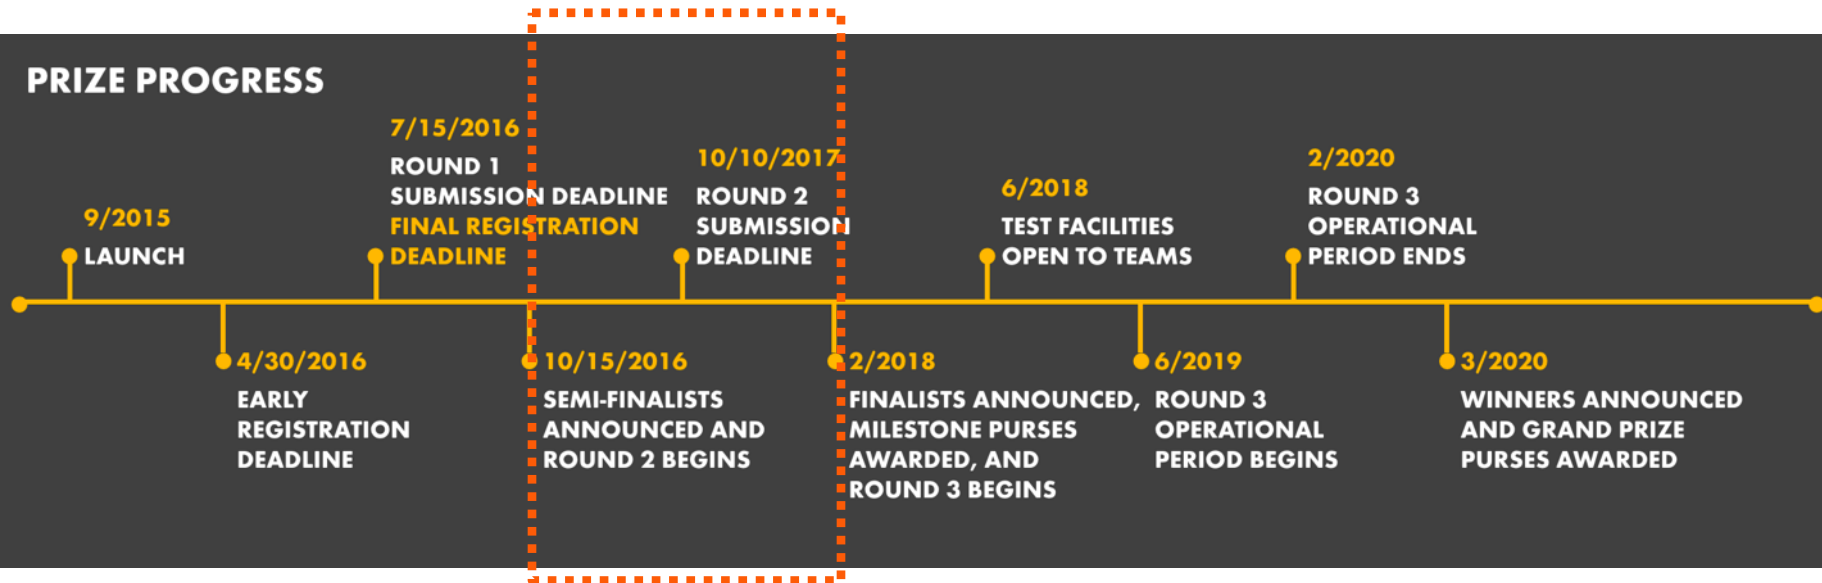 PRIZE PROGRESS
9/2015
LAUNCH
4/30/2016
EARLY
REGISTRATION
DEADLINE
7/15/2016
ROUND 1
SUBMISSION DEADLINE
FINAL REGISTRATION
DEADLINE
10/15/2016
SEMI-FINALISTS
ANNOUNCED AND
ROUND 2 BEGINS
10/10/2017
ROUND 2
SUBMISSION
DEADLINE
2/2018
FINALISTS ANNOUNCED,
MILESTONE PURSES
AWARDED, AND
ROUND 3 BEGINS
6/2018
TEST FACILITIES
OPEN TO TEAMS
6/2019
ROUND 3
OPERATIONAL
PERIOD BEGINS
2/2020
ROUND 3
OPERATIONAL
PERIOD ENDS
3/2020
WINNERS ANNOUNCED
AND GRAND PRIZE
PURSES AWARDED